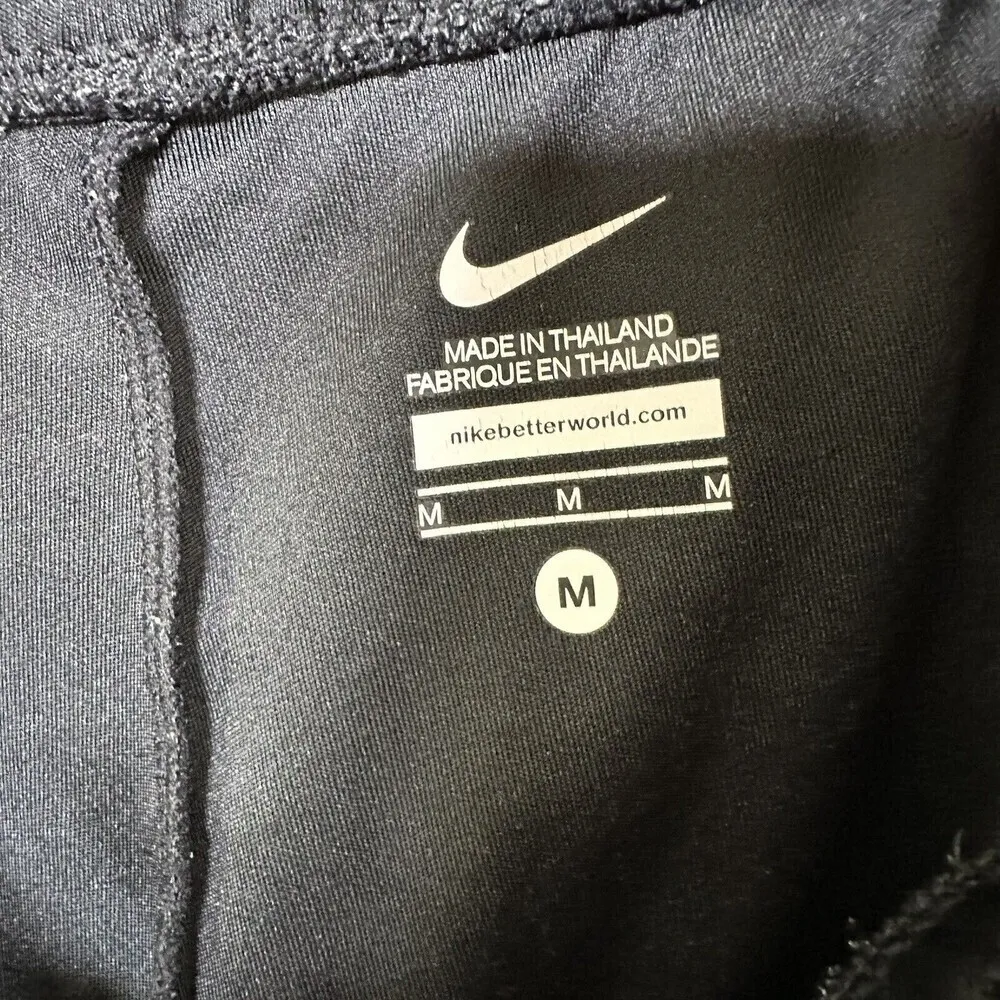 MADE IN THAILAND
FABRIQUE EN THAILANDE
nikebetterworld.com
M M M
M